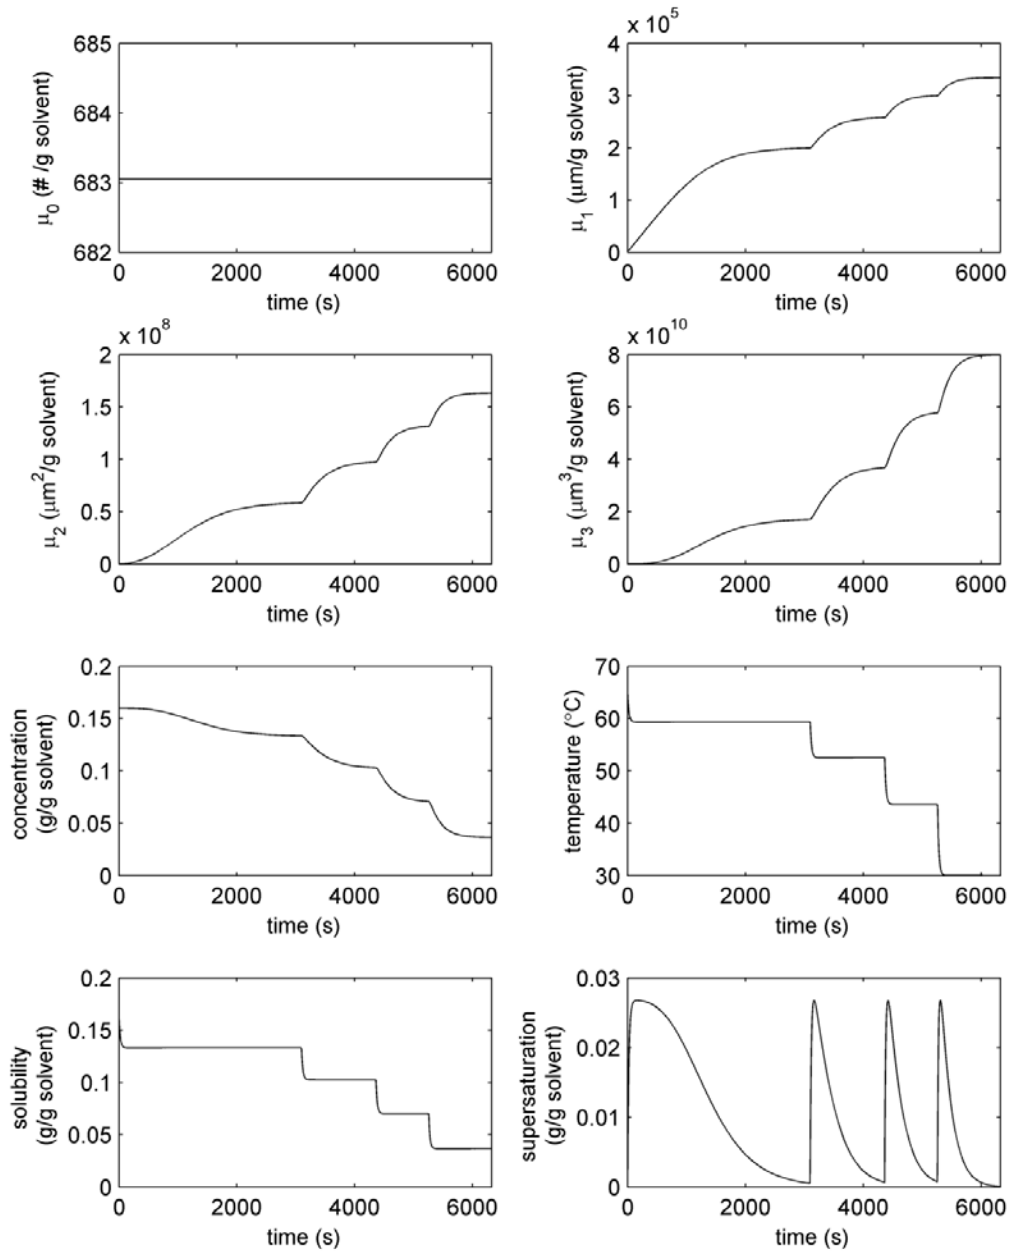 685
684
683
682
μ0 (# /g solvent)
0 2000 4000 6000
time (s)
x 10^5
4
3
2
1
0
μ1 (μm/g solvent)
0 2000 4000 6000
time (s)
x 10^8
2
1.5
1
0.5
0
μ2 (μm^2/g solvent)
0 2000 4000 6000
time (s)
x 10^10
8
6
4
2
0
μ3 (μm^3/g solvent)
0 2000 4000 6000
time (s)
0.2
0.15
0.1
0.05
0
concentration
(g/g solvent)
0 2000 4000 6000
time (s)
70
60
50
40
30
temperature (°C)
0 2000 4000 6000
time (s)
0.2
0.15
0.1
0.05
0
solubility
(g/g solvent)
0 2000 4000 6000
time (s)
0.03
0.02
0.01
0
supersaturation
(g/g solvent)
0 2000 4000 6000
time (s)